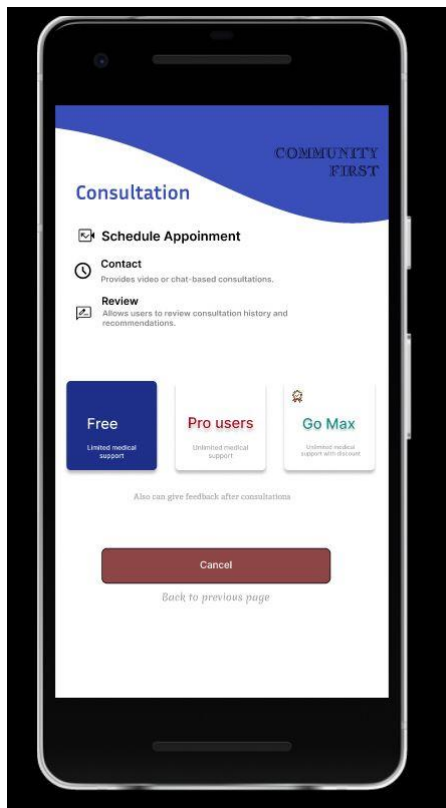 COMMUNITY
FIRST
Consultation
Schedule Appoinment
Contact
Provides video or chat-based consultations.
Review
Allows users to review consultation history and
recommendations.
Free
Limited medical
support
Pro users
Unlimited medical
support
Go Max
Unlimited medical
support with discount
Also can give feedback after consultations
Cancel
Back to previous page